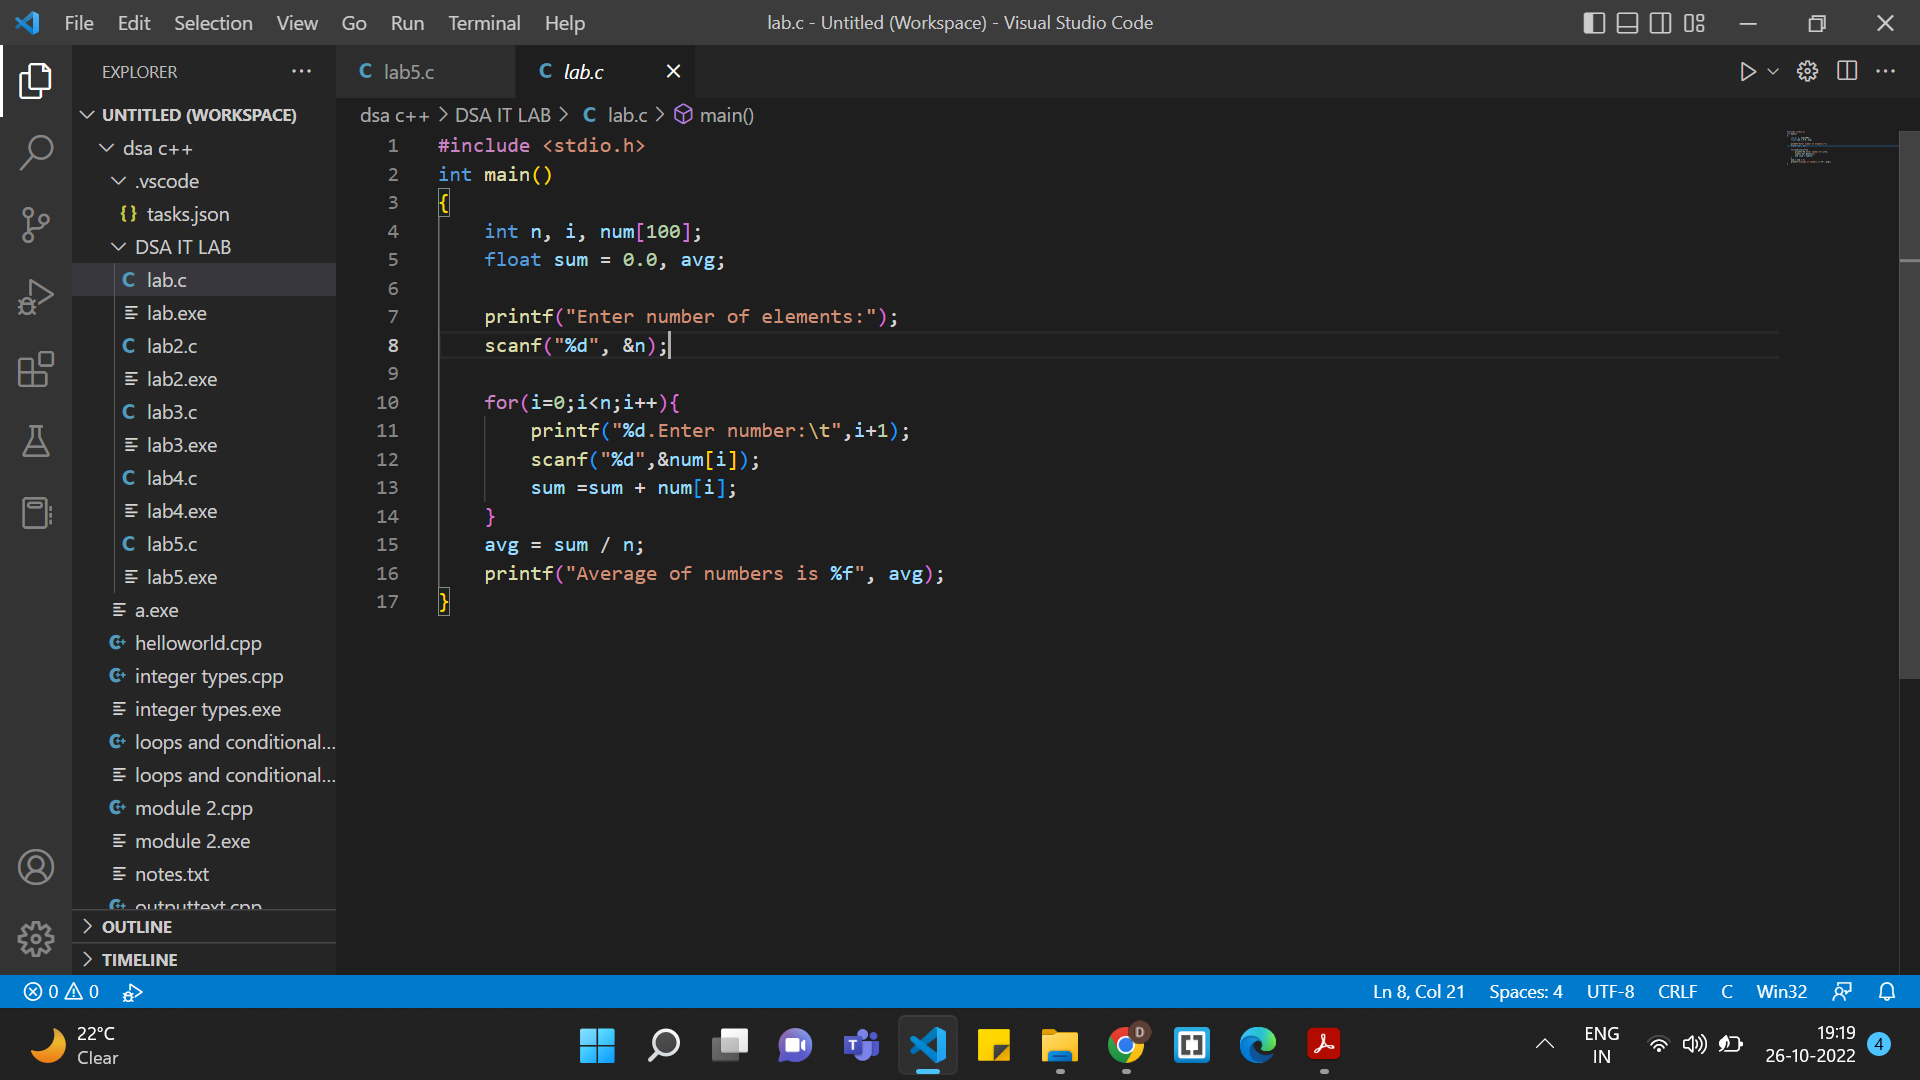 File Edit Selection View Go Run Terminal Help
lab.c - Untitled (Workspace) - Visual Studio Code
EXPLORER
UNTITLED (WORKSPACE)
dsa c++
.vscode
{} tasks.json
DSA IT LAB
C lab.c
lab.exe
C lab2.c
lab2.exe
C lab3.c
lab3.exe
C lab4.c
lab4.exe
C lab5.c
lab5.exe
a.exe
helloworld.cpp
integer types.cpp
integer types.exe
loops and conditional...
loops and conditional...
module 2.cpp
module 2.exe
notes.txt
outputtext.cpp
OUTLINE
TIMELINE
C lab5.c
C lab.c
dsa c++ > DSA IT LAB > C lab.c > main()
1 #include <stdio.h>
2 int main()
3 {
4 int n, i, num[100];
5 float sum = 0.0, avg;
6
7 printf("Enter number of elements:");
8 scanf("%d", &n);
9
10 for(i=0;i<n;i++){
11 printf("%d.Enter number:\t",i+1);
12 scanf("%d",&num[i]);
13 sum =sum + num[i];
14 }
15 avg = sum / n;
16 printf("Average of numbers is %f", avg);
17 }
0 0
Ln 8, Col 21 Spaces: 4 UTF-8 CRLF C Win32
22°C
Clear
D
ENG
IN
19:19
26-10-2022
4